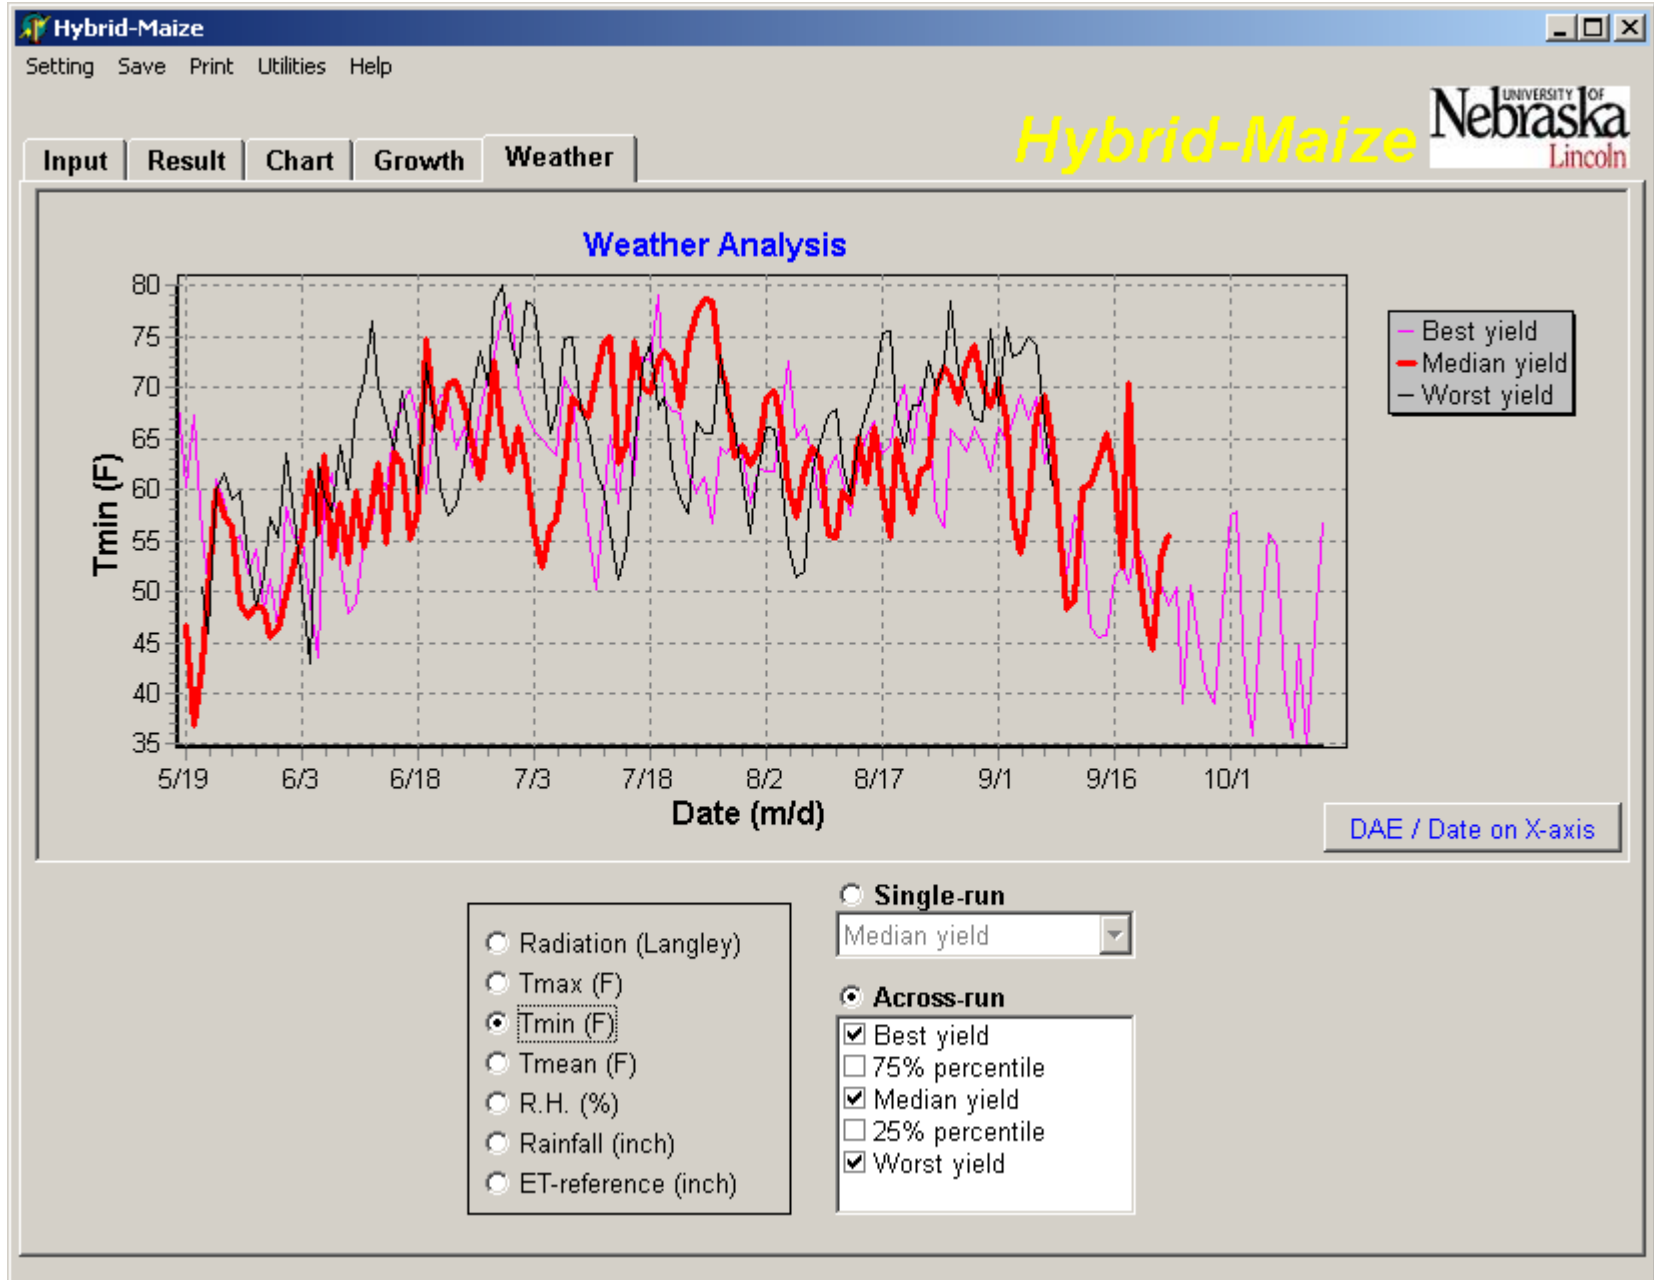 Hybrid-Maize
Setting Save Print Utilities Help
Hybrid-Maize
UNIVERSITY OF
Nebraska
Lincoln
Input Result Chart Growth Weather
Weather Analysis
Tmin (F)
80
75
70
65
60
55
50
45
40
35
5/19 6/3 6/18 7/3 7/18 8/2 8/17 9/1 9/16 10/1
Date (m/d)
Best yield
Median yield
Worst yield
DAE / Date on X-axis
Radiation (Langley)
Tmax (F)
Tmin (F)
Tmean (F)
R.H. (%)
Rainfall (inch)
ET-reference (inch)
Single-run
Median yield
Across-run
Best yield
75% percentile
Median yield
25% percentile
Worst yield